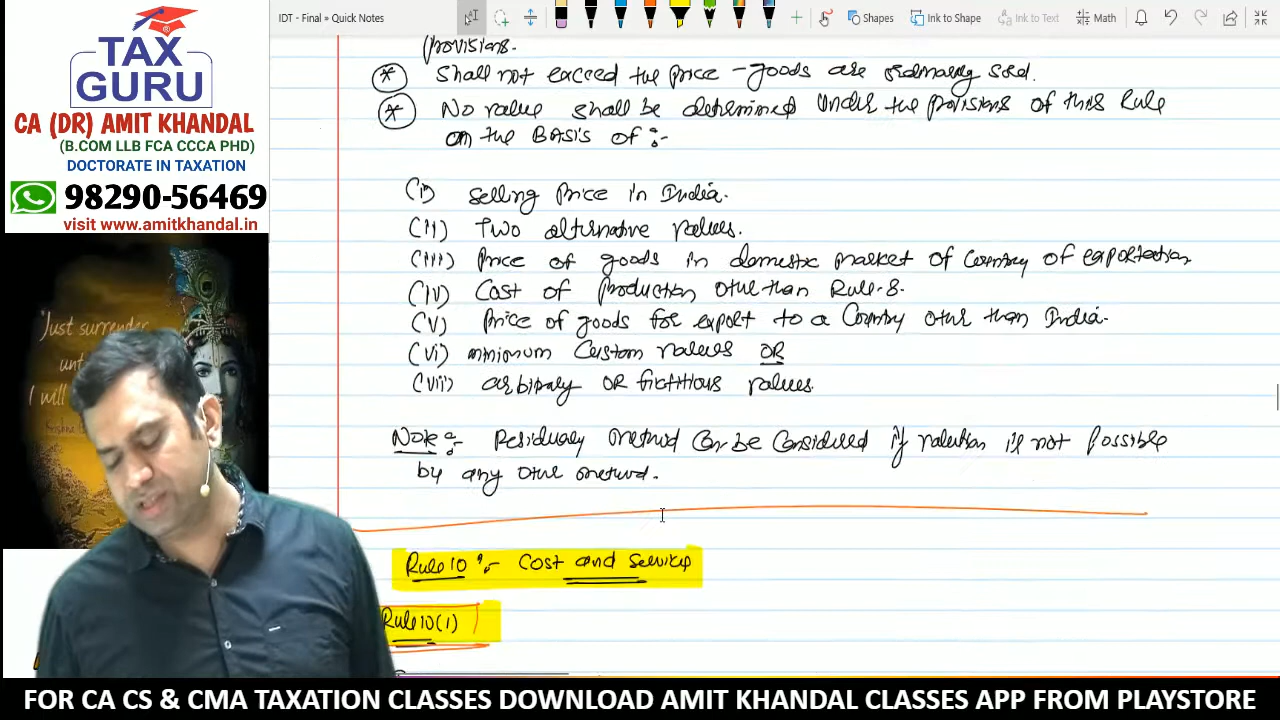 IDT - Final » Quick Notes
Shapes
Ink to Shape
Ink to Text
Math
TAX
GURU
CA (DR) AMIT KHANDAL
(B.COM LLB FCA CCCA PHD)
DOCTORATE IN TAXATION
98290-56469
visit www.amitkhandal.in
"Just surrender
unt
I will
Krishna
provisions.
* Shall not exceed the price - goods are ordinarily sold.
* No value shall be determined under the provisions of this Rule
on the BASIS of :-
(i) Selling Price in India.
(ii) Two alternative values.
(iii) Price of goods in domestic market of Country of exportation
(iv) Cost of production other than Rule-8.
(v) Price of goods for export to a Country other than India.
(vi) minimum Custom values OR
(vii) arbitrary OR fictitious values.
Note :- Residuary method Can be Considered if valuation is not possible
by any other method.
Rule 10 :- Cost and Services
Rule 10(1)
FOR CA CS & CMA TAXATION CLASSES DOWNLOAD AMIT KHANDAL CLASSES APP FROM PLAYSTORE